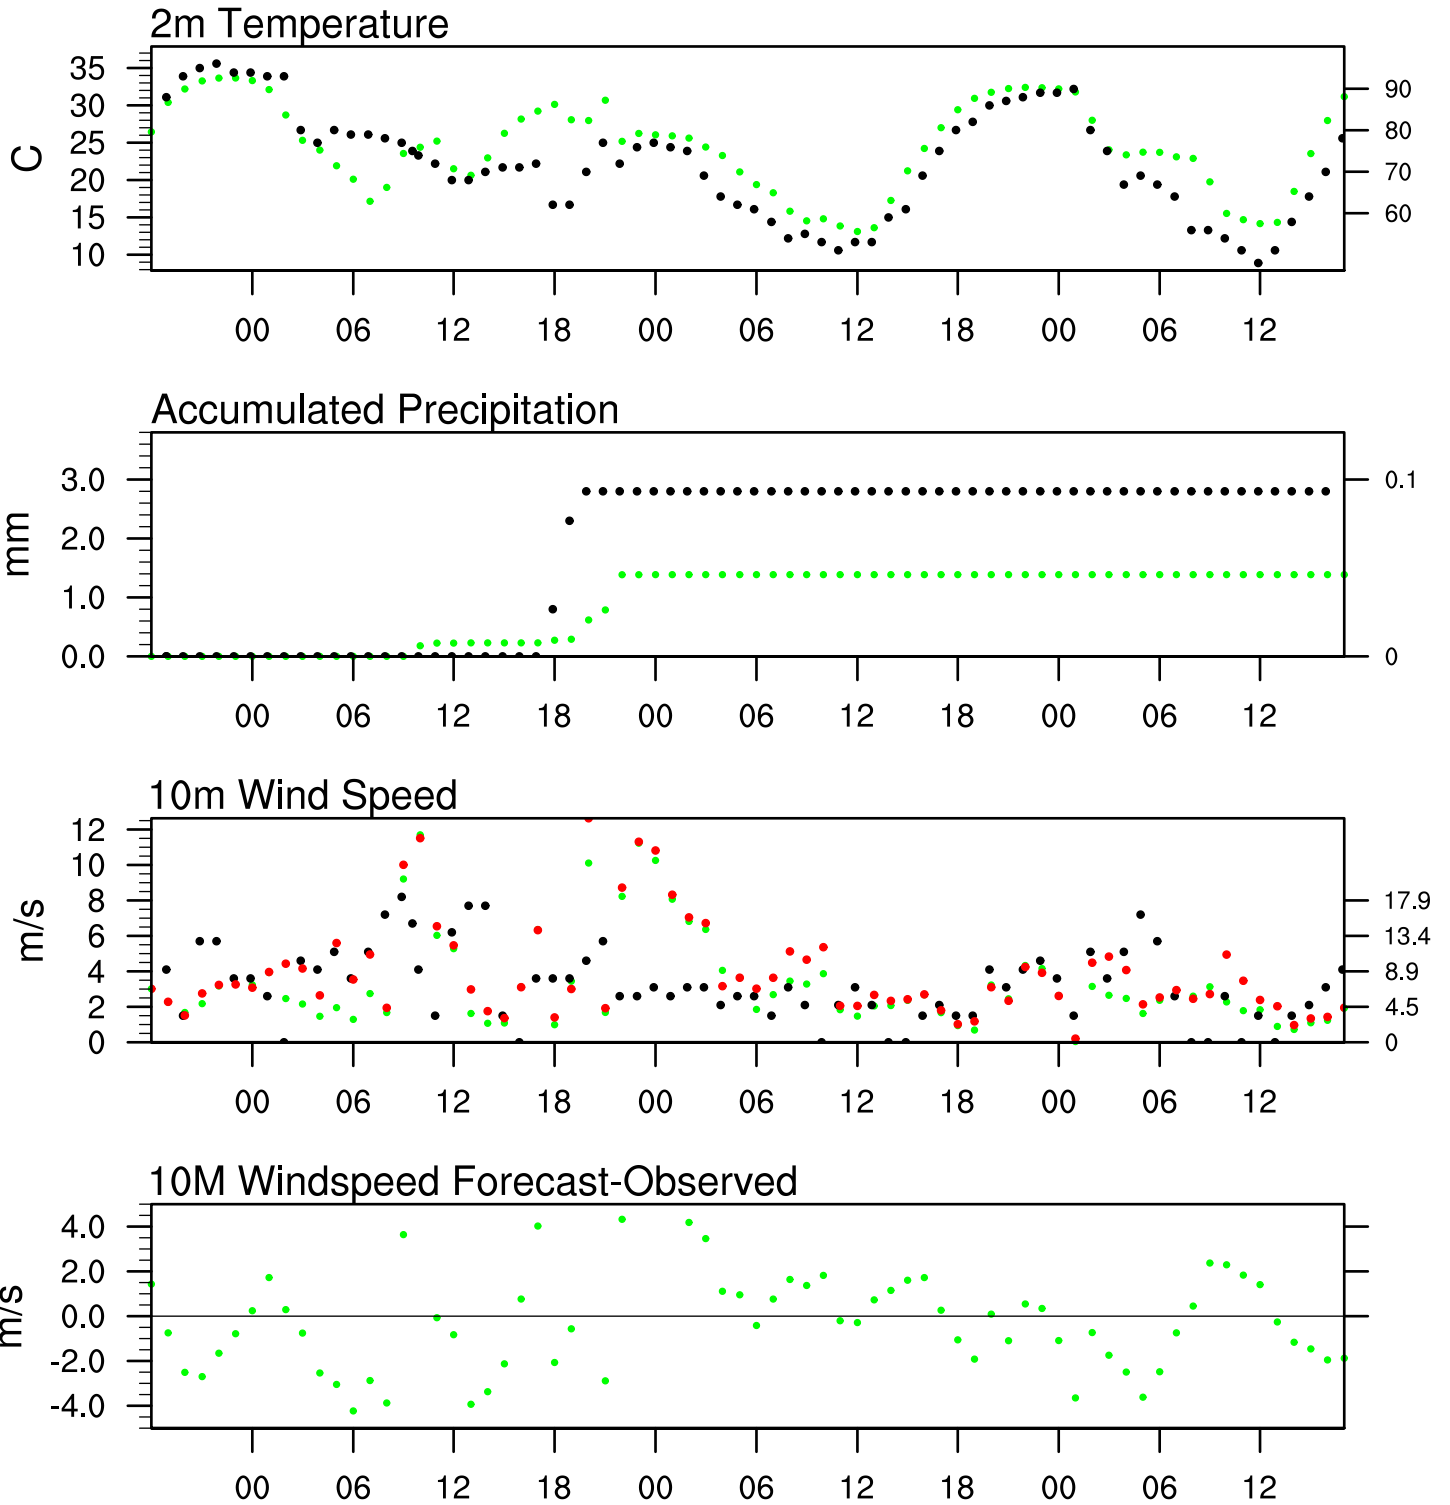 2m Temperature
35
30
25
20
15
10
C
90
80
70
60
00 06 12 18 00 06 12 18 00 06 12
Accumulated Precipitation
3.0
2.0
1.0
0.0
mm
0.1
0
00 06 12 18 00 06 12 18 00 06 12
10m Wind Speed
12
10
8
6
4
2
0
m/s
17.9
13.4
8.9
4.5
0
00 06 12 18 00 06 12 18 00 06 12
10M Windspeed Forecast-Observed
4.0
2.0
0.0
-2.0
-4.0
m/s
00 06 12 18 00 06 12 18 00 06 12